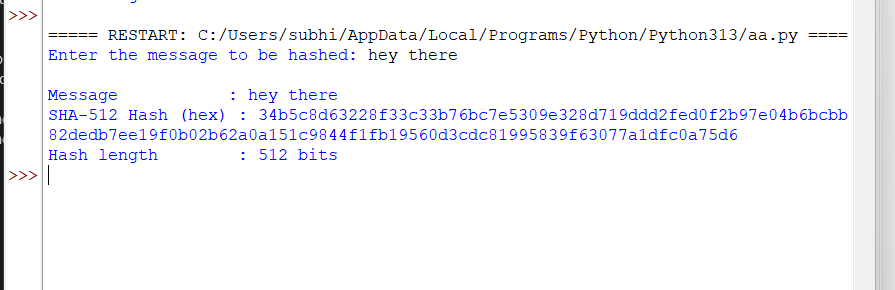 >>>
===== RESTART: C:/Users/subhi/AppData/Local/Programs/Python/Python313/aa.py ====
Enter the message to be hashed: hey there
Message           : hey there
SHA-512 Hash (hex) : 34b5c8d63228f33c33b76bc7e5309e328d719ddd2fed0f2b97e04b6bcbb
82dedb7ee19f0b02b62a0a151c9844f1fb19560d3cdc81995839f63077a1dfc0a75d6
Hash length        : 512 bits
>>>